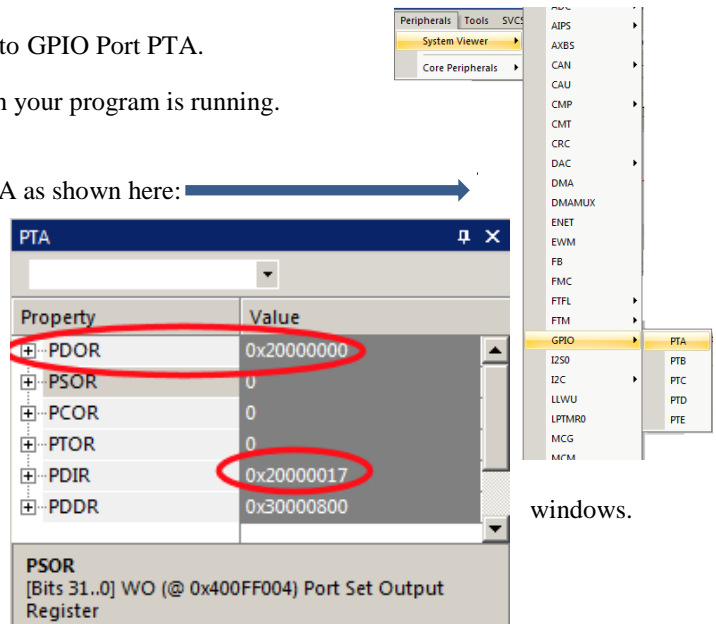 to GPIO Port PTA.
n your program is running.
A as shown here:
Peripherals Tools SVCS
System Viewer
Core Peripherals
ADC
AIPS
AXBS
CAN
CAU
CMP
CMT
CRC
DAC
DMA
DMAMUX
ENET
EWM
FB
FMC
FTFL
FTM
GPIO
I2S0
I2C
LLWU
LPTMR0
MCG
MCM
PTA
PTB
PTC
PTD
PTE
PTA
Property Value
PDOR 0x20000000
PSOR 0
PCOR 0
PTOR 0
PDIR 0x20000017
PDDR 0x30000800
PSOR
[Bits 31..0] WO (@ 0x400FF004) Port Set Output
Register
windows.